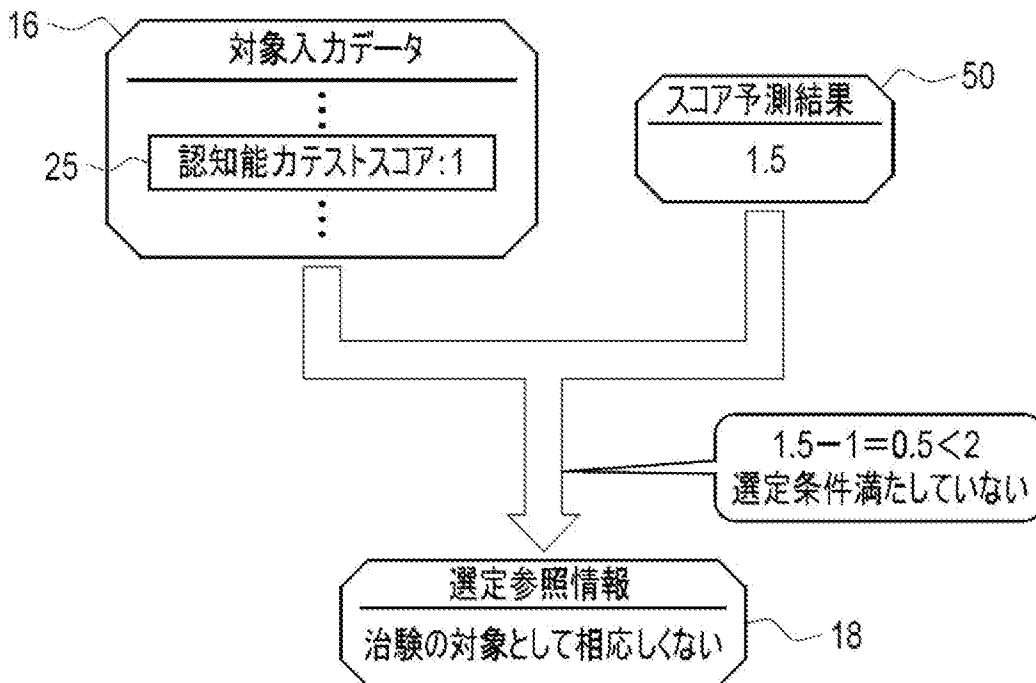 16
対象入力データ
25
認知能力テストスコア:1
50
スコア予測結果
1.5
1.5−1=0.5<2
選定条件満たしていない
選定参照情報
治験の対象として相応しくない
18